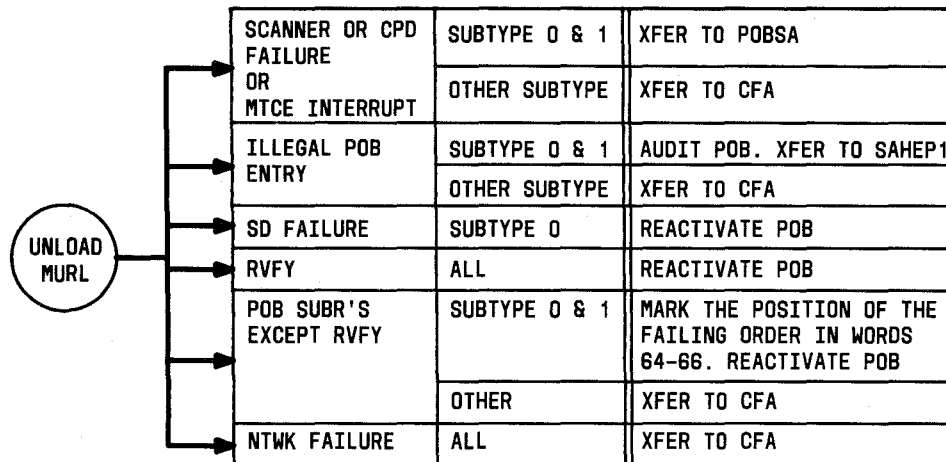 UNLOAD
MURL
SCANNER OR CPD
FAILURE
OR
MTCE INTERRUPT
SUBTYPE 0 & 1
XFER TO POBSA
OTHER SUBTYPE
XFER TO CFA
ILLEGAL POB
ENTRY
SUBTYPE 0 & 1
AUDIT POB. XFER TO SAHEP1
OTHER SUBTYPE
XFER TO CFA
SD FAILURE
SUBTYPE 0
REACTIVATE POB
RVFY
ALL
REACTIVATE POB
POB SUBR'S
EXCEPT RVFY
SUBTYPE 0 & 1
MARK THE POSITION OF THE
FAILING ORDER IN WORDS
64-66. REACTIVATE POB
OTHER
XFER TO CFA
NTWK FAILURE
ALL
XFER TO CFA